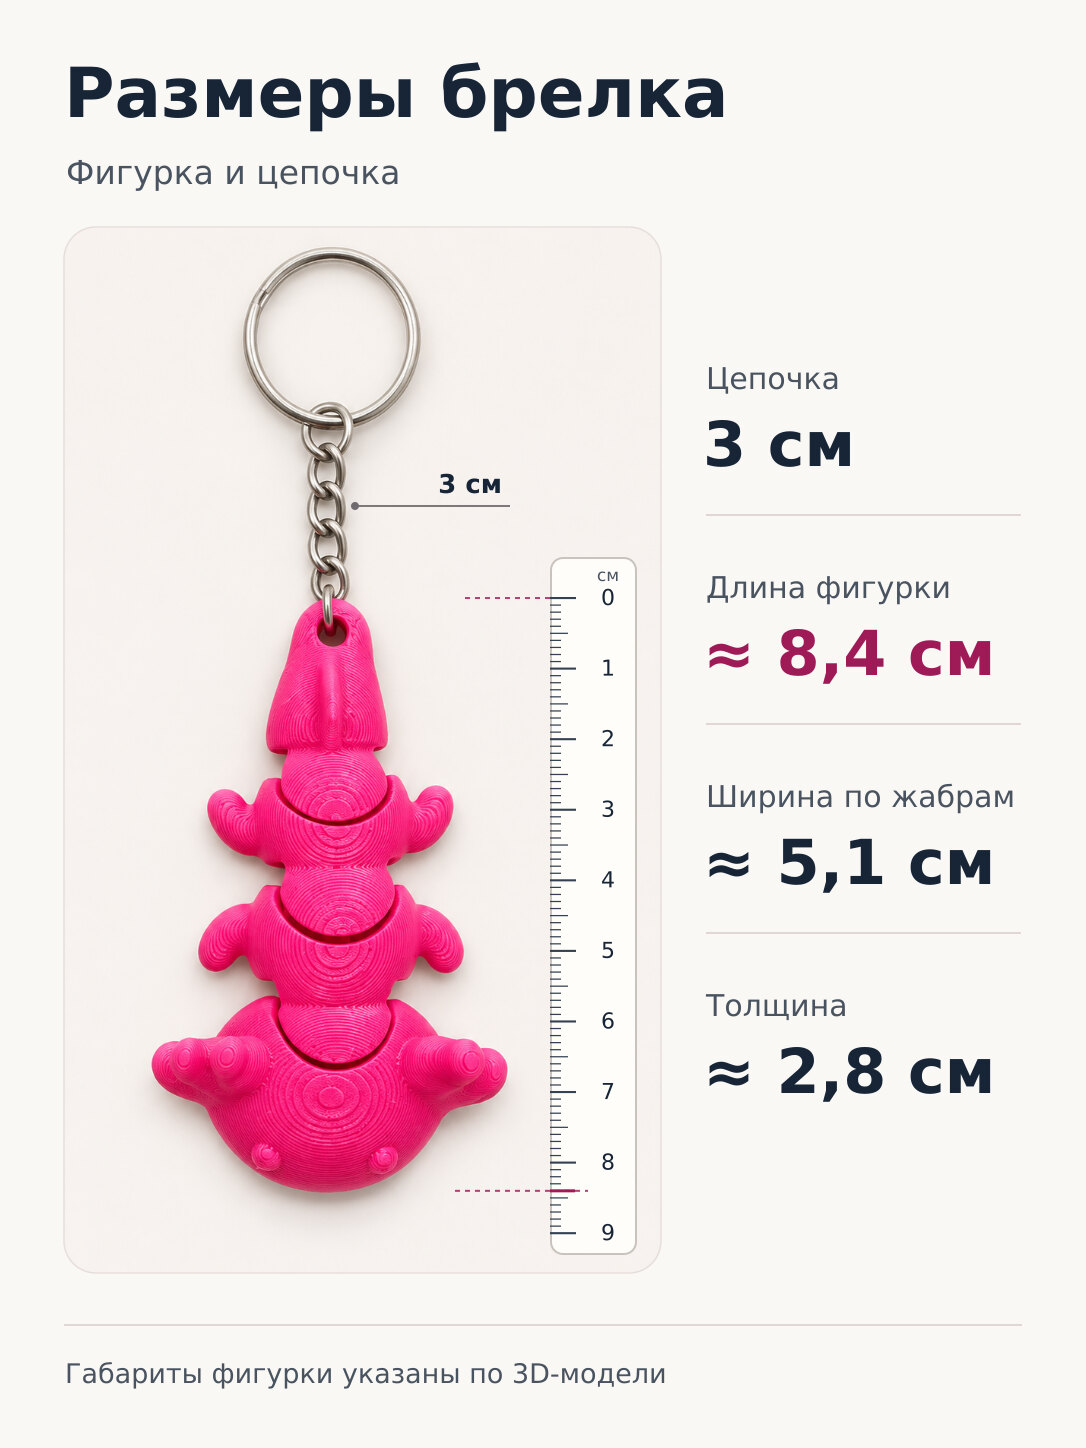 Размеры брелка
Фигурка и цепочка
3 см
см
0
1
2
3
4
5
6
7
8
9
Цепочка
3 см
Длина фигурки
≈ 8,4 см
Ширина по жабрам
≈ 5,1 см
Толщина
≈ 2,8 см
Габариты фигурки указаны по 3D-модели